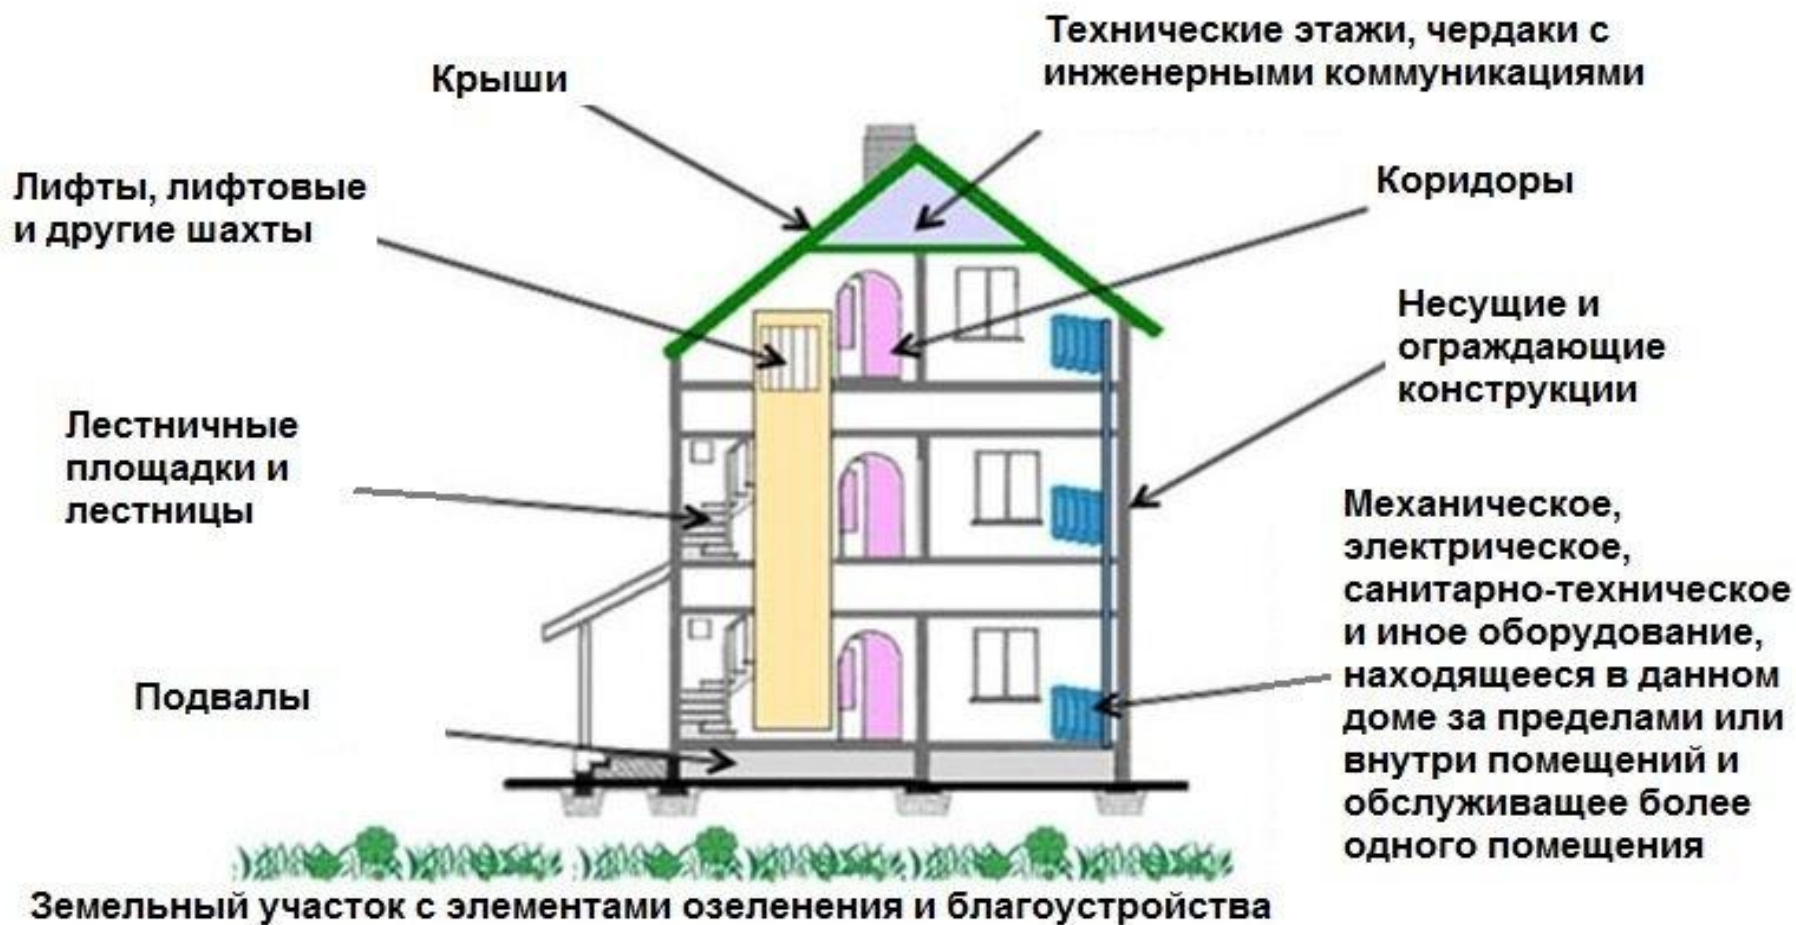 Технические этажи, чердаки с
инженерными коммуникациями
Крыши
Лифты, лифтовые
и другие шахты
Коридоры
Несущие и
ограждающие
конструкции
Лестничные
площадки и
лестницы
Механическое,
электрическое,
санитарно-техническое
и иное оборудование,
находящееся в данном
доме за пределами или
внутри помещений и
обслуживащее более
одного помещения
Подвалы
Земельный участок с элементами озеленения и благоустройства